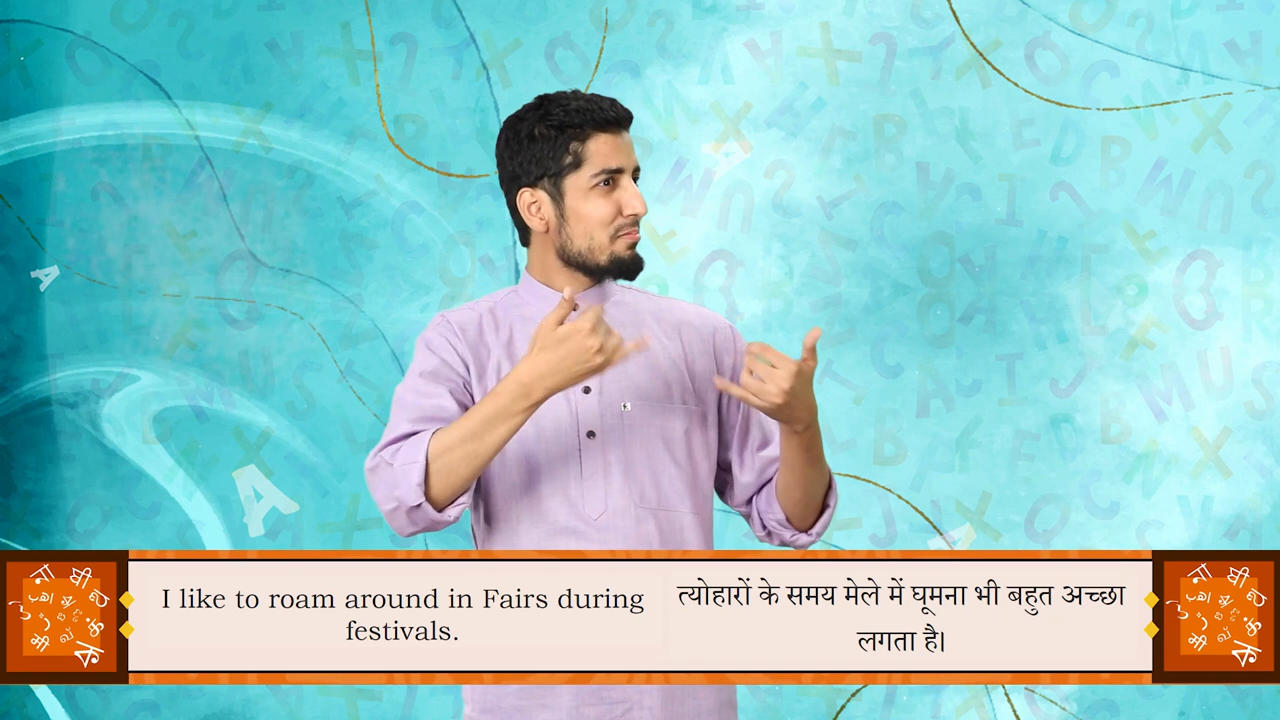 I like to roam around in Fairs during
festivals.
त्योहारों के समय मेले में घूमना भी बहुत अच्छा
लगता है।